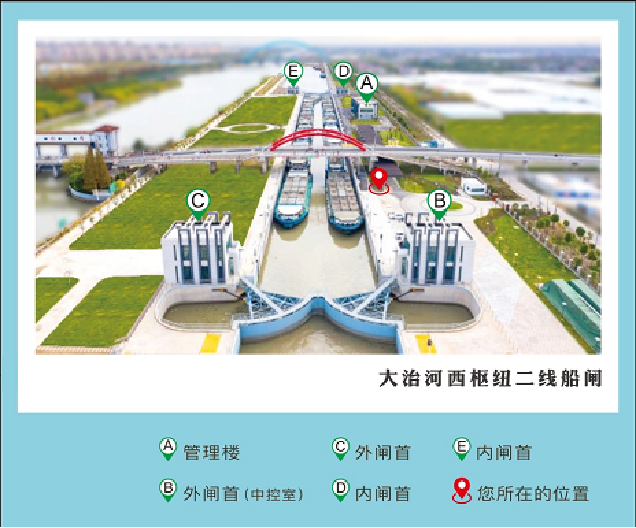 E D A
C B
大治河西枢纽二线船闸
A 管理楼 C 外闸首 E 内闸首
B 外闸首(中控室) D 内闸首 您所在的位置